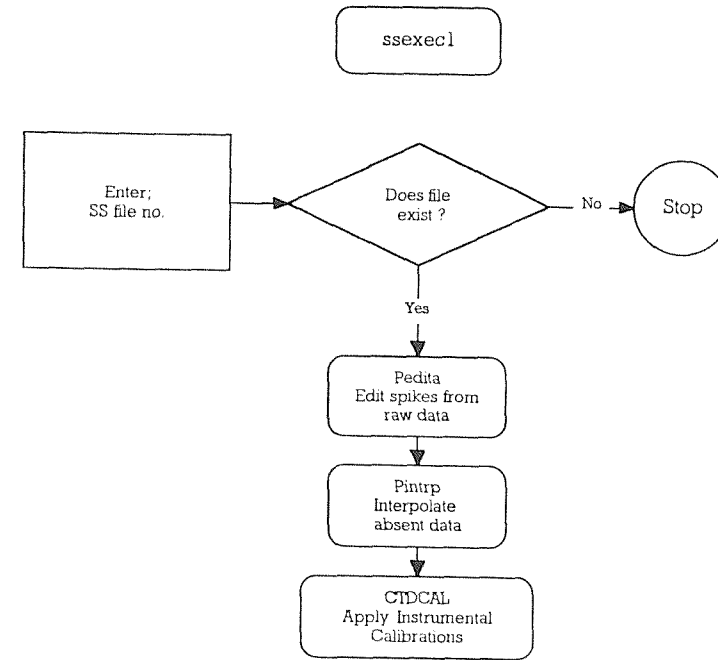 ssexec1
Enter;
SS file no.
Does file
exist ?
No
Stop
Yes
Pedita
Edit spikes from
raw data
Pintrp
Interpolate
absent data
CTDCAL
Apply Instrumental
Calibrations